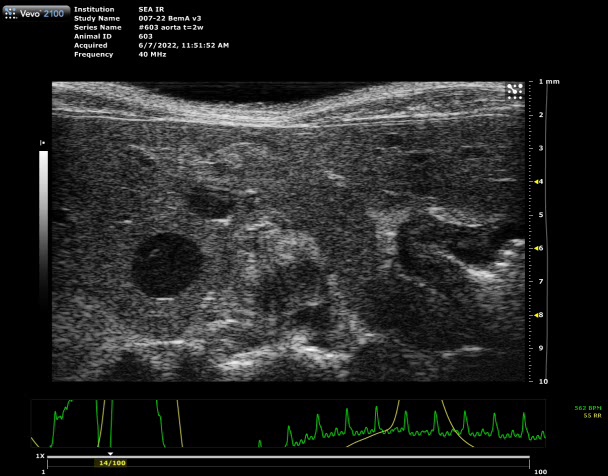 Vevo 2100
Institution SEA IR
Study Name 007-22 BemA v3
Series Name #603 aorta t=2w
Animal ID 603
Acquired 6/7/2022, 11:51:52 AM
Frequency 40 MHz
1 mm
2
3
4
5
6
7
8
9
10
562 BPM
55 RR
1X
14/100
1
100